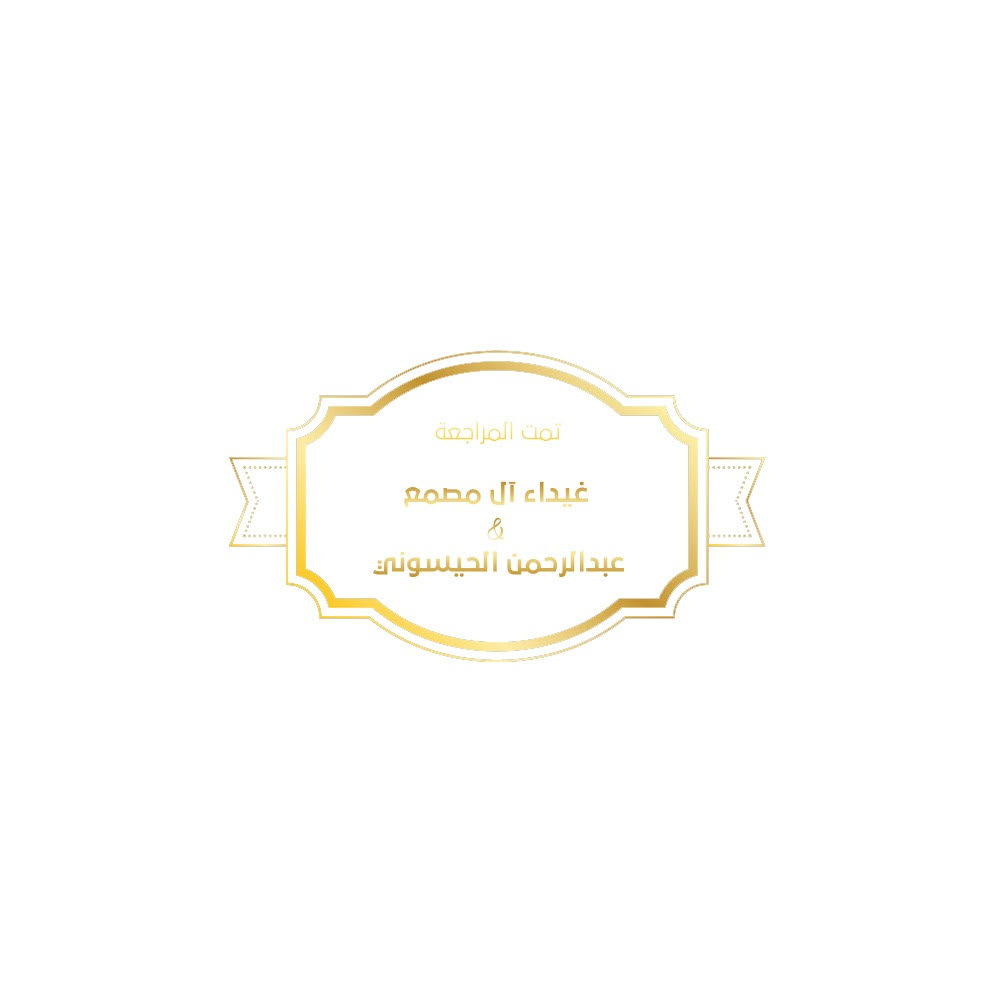 تمت المراجعة
غيداء آل مصمع
&
عبدالرحمن الحيسوني